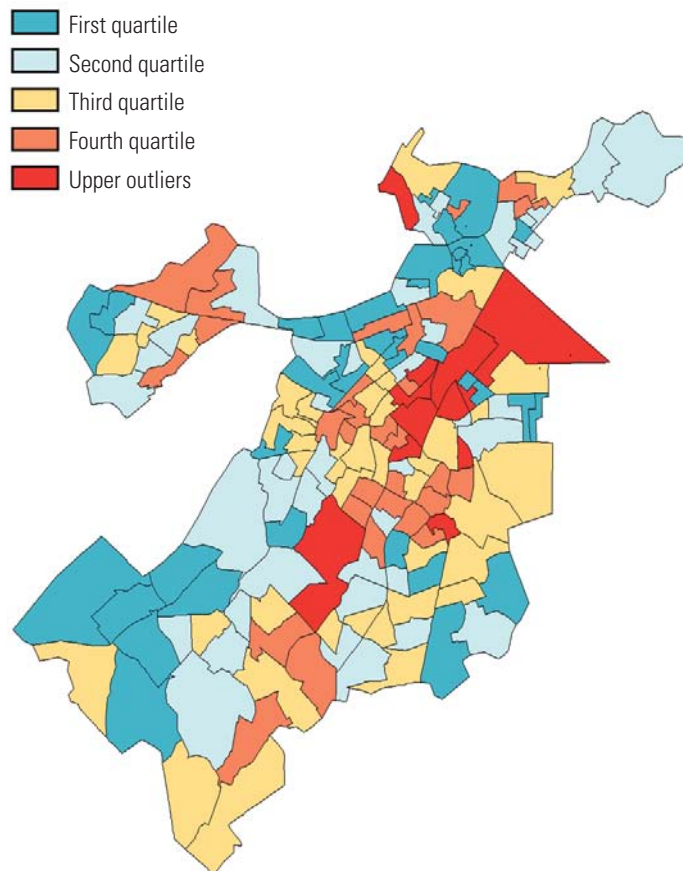 First quartile
Second quartile
Third quartile
Fourth quartile
Upper outliers